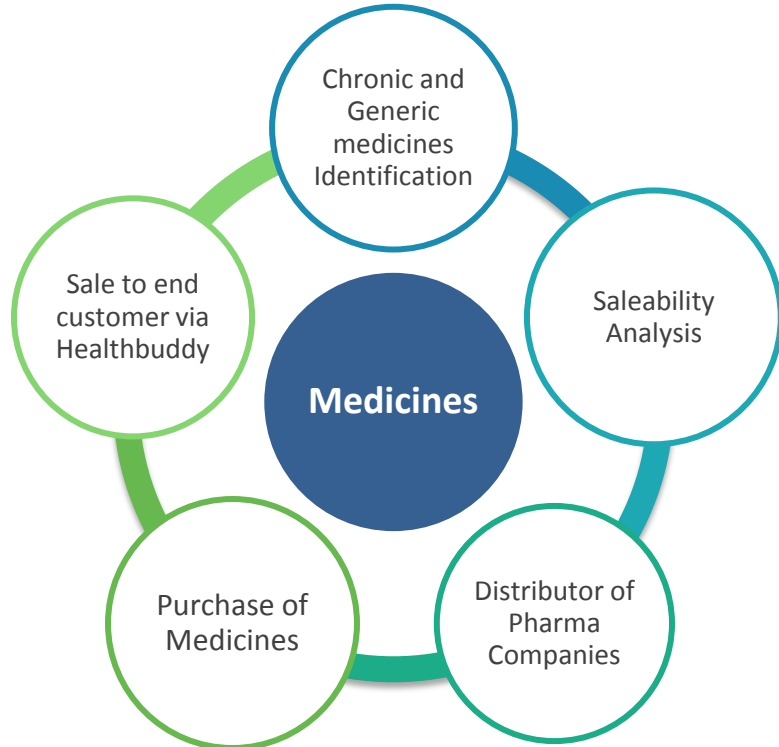 Chronic and
Generic
medicines
Identification
Saleability
Analysis
Distributor of
Pharma
Companies
Purchase of
Medicines
Sale to end
customer via
Healthbuddy
Medicines